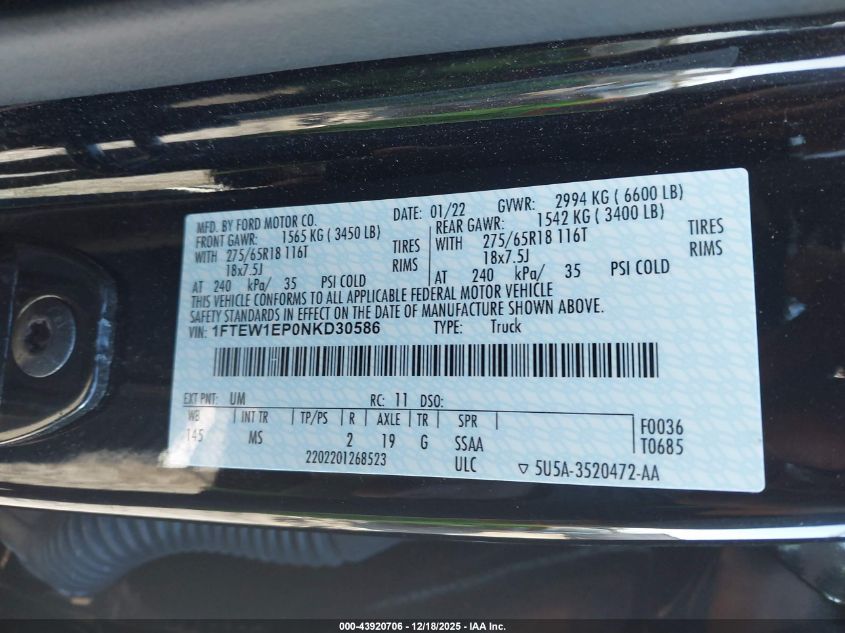 MFD. BY FORD MOTOR CO. DATE: 01/22 GVWR: 2994 KG ( 6600 LB)
FRONT GAWR: 1565 KG ( 3450 LB) REAR GAWR: 1542 KG ( 3400 LB)
WITH 275/65R18 116T TIRES WITH 275/65R18 116T TIRES
18x7.5J RIMS 18x7.5J RIMS
AT 240 kPa/ 35 PSI COLD AT 240 kPa/ 35 PSI COLD
THIS VEHICLE CONFORMS TO ALL APPLICABLE FEDERAL MOTOR VEHICLE
SAFETY STANDARDS IN EFFECT ON THE DATE OF MANUFACTURE SHOWN ABOVE.
VIN: 1FTEW1EP0NKD30586 TYPE: Truck
EXT PNT: UM RC: 11 DSO:
WB INT TR TP/PS R AXLE TR SPR F0036
145 MS 2 19 G SSAA T0685
2202201268523 ULC ▽ 5U5A-3520472-AA
000-43920706 - 12/18/2025 - IAA Inc.